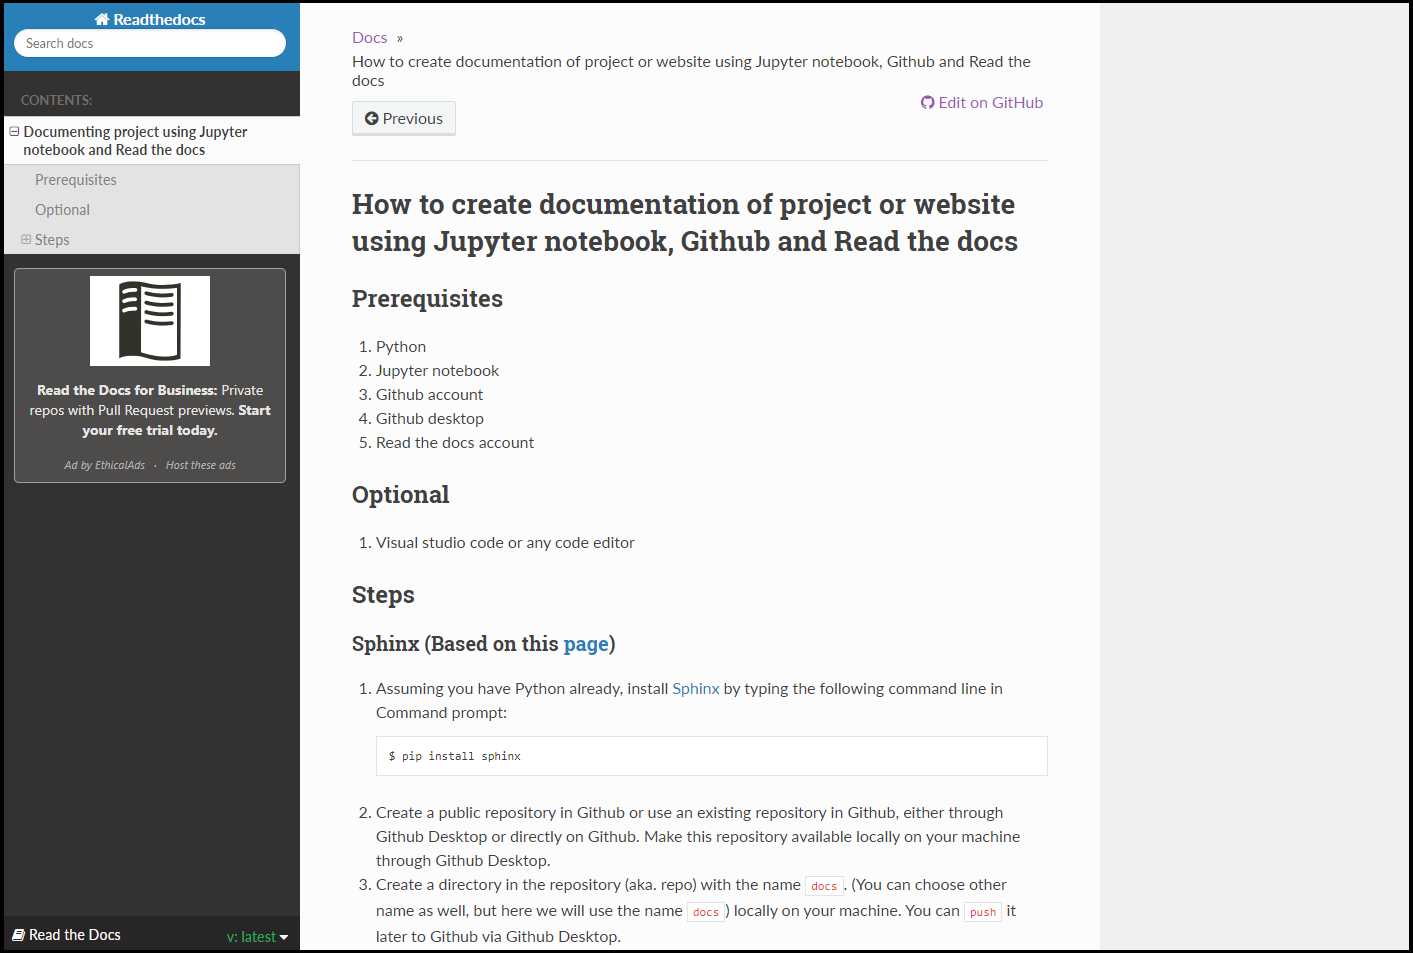 Readthedocs
Search docs
CONTENTS:
Documenting project using Jupyter
notebook and Read the docs
Prerequisites
Optional
Steps
Read the Docs for Business: Private
repos with Pull Request previews. Start
your free trial today.
Ad by EthicalAds · Host these ads
Read the Docs
v: latest
Docs »
How to create documentation of project or website using Jupyter notebook, Github and Read the
docs
Edit on GitHub
Previous
How to create documentation of project or website
using Jupyter notebook, Github and Read the docs
Prerequisites
1. Python
2. Jupyter notebook
3. Github account
4. Github desktop
5. Read the docs account
Optional
1. Visual studio code or any code editor
Steps
Sphinx (Based on this page)
1. Assuming you have Python already, install Sphinx by typing the following command line in
Command prompt:
$ pip install sphinx
2. Create a public repository in Github or use an existing repository in Github, either through
Github Desktop or directly on Github. Make this repository available locally on your machine
through Github Desktop.
3. Create a directory in the repository (aka. repo) with the name docs. (You can choose other
name as well, but here we will use the name docs) locally on your machine. You can push it
later to Github via Github Desktop.